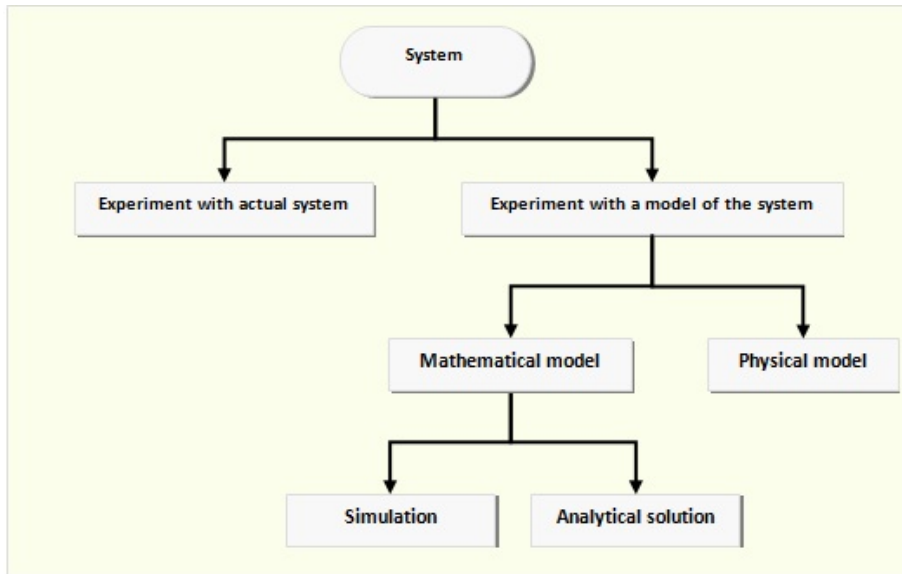 System
Experiment with actual system
Experiment with a model of the system
Mathematical model
Physical model
Simulation
Analytical solution